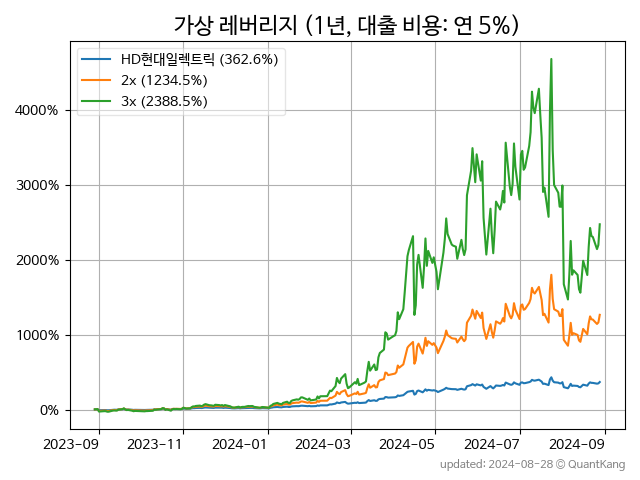 가상 레버리지 (1년, 대출 비용: 연 5%)
HD현대일렉트릭 (362.6%)
2x (1234.5%)
3x (2388.5%)
4000%
3000%
2000%
1000%
0%
2023-09 2023-11 2024-01 2024-03 2024-05 2024-07 2024-09
updated: 2024-08-28 © QuantKang